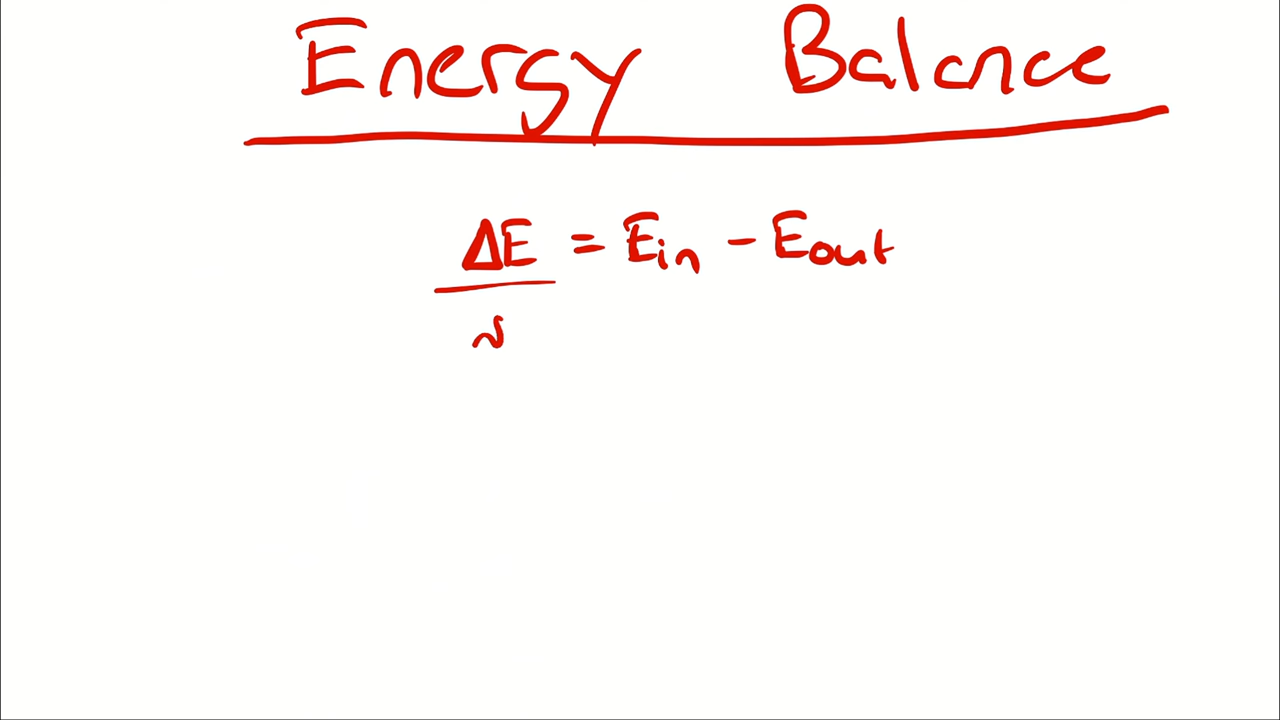 Energy Balance
ΔE = Ein - Eout